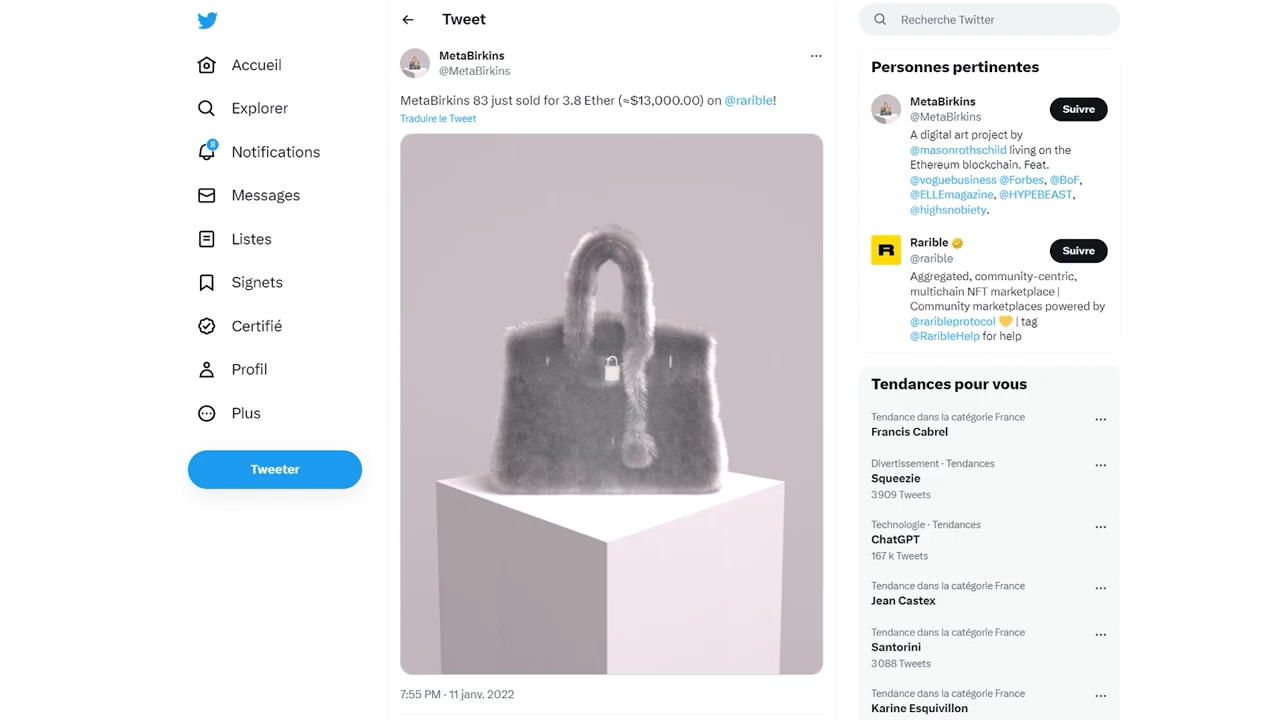 Accueil
Explorer
8
Notifications
Messages
Listes
Signets
Certifié
Profil
Plus
Tweeter
Tweet
MetaBirkins
@MetaBirkins
MetaBirkins 83 just sold for 3.8 Ether (≈$13,000.00) on @rarible!
Traduire le Tweet
7:55 PM · 11 janv. 2022
Recherche Twitter
Personnes pertinentes
MetaBirkins
@MetaBirkins
Suivre
A digital art project by
@masonrothschild living on the
Ethereum blockchain. Feat.
@voguebusiness @Forbes, @BoF,
@ELLEmagazine, @HYPEBEAST,
@highsnobiety.
R
Rarible
@rarible
Suivre
Aggregated, community-centric,
multichain NFT marketplace |
Community marketplaces powered by
@raribleprotocol 💛 | tag
@RaribleHelp for help
Tendances pour vous
Tendance dans la catégorie France
Francis Cabrel
Divertissement · Tendances
Squeezie
3 909 Tweets
Technologie · Tendances
ChatGPT
167 k Tweets
Tendance dans la catégorie France
Jean Castex
Tendance dans la catégorie France
Santorini
3 088 Tweets
Tendance dans la catégorie France
Karine Esquivillon